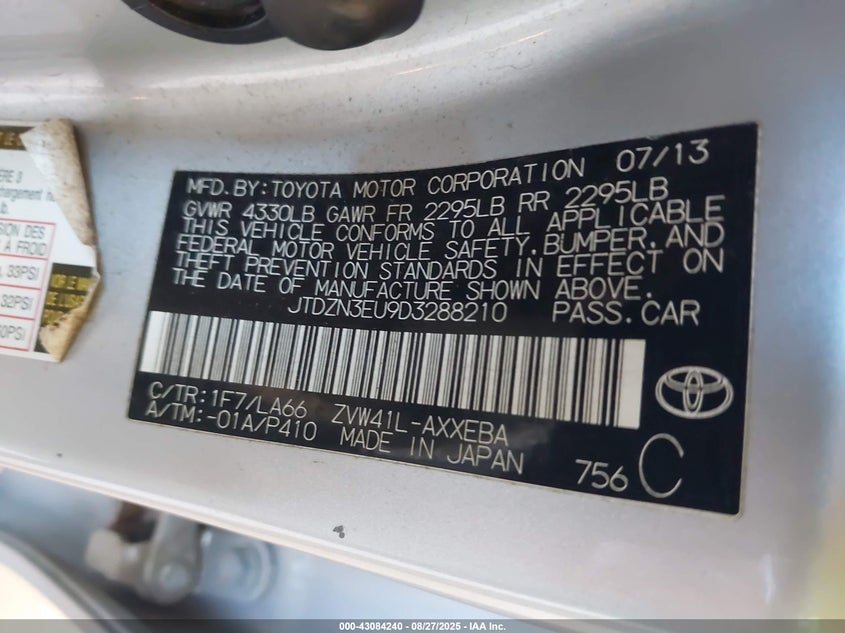 MFD.BY:TOYOTA MOTOR CORPORATION 07/13
GVWR 4330LB GAWR FR 2295LB RR 2295LB
THIS VEHICLE CONFORMS TO ALL APPLICABLE
FEDERAL MOTOR VEHICLE SAFETY,BUMPER,AND
THEFT PREVENTION STANDARDS IN EFFECT ON
THE DATE OF MANUFACTURE SHOWN ABOVE.
JTDZN3EU9D3288210 PASS.CAR
C/TR:1F7/LA66 ZVW41L-AXXEBA
A/TM:-01A/P410 MADE IN JAPAN
756 C
À FROID
33PSI
32PSI
000-43084240 - 08/27/2025 - IAA Inc.